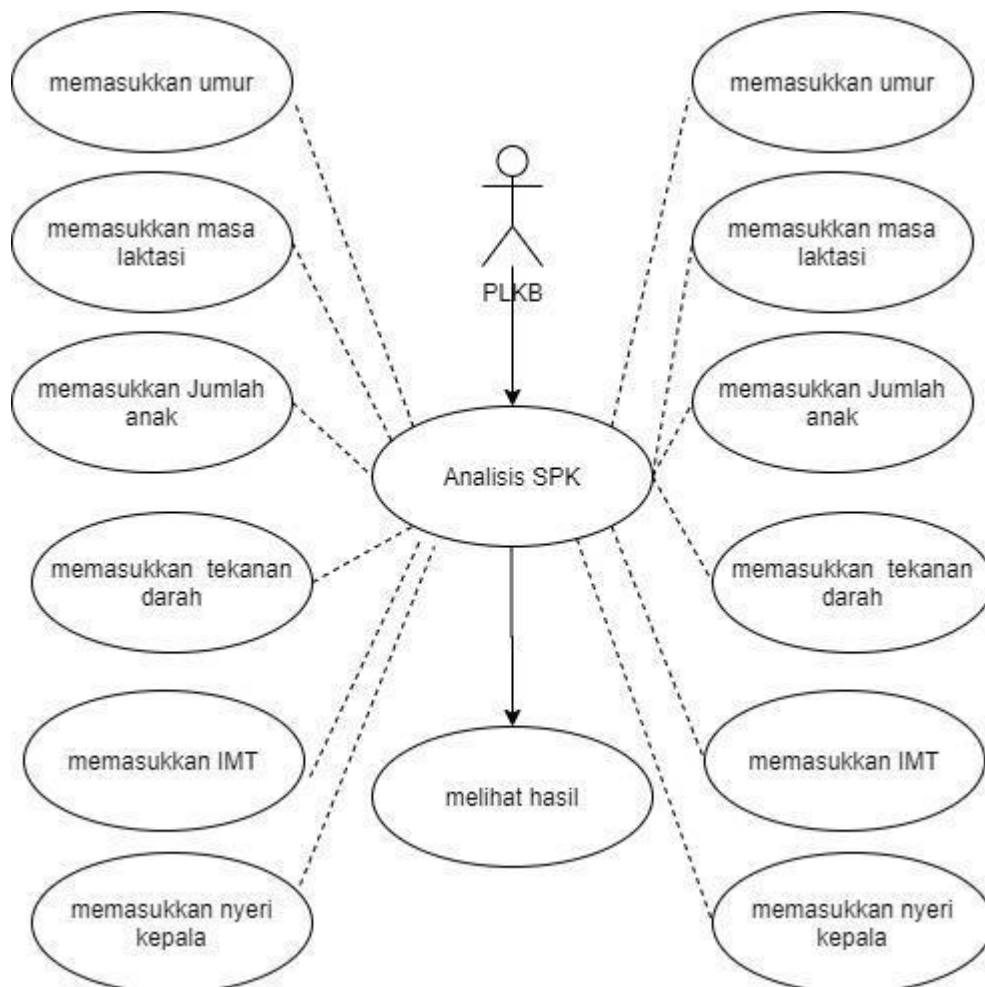 memasukkan umur
memasukkan umur
memasukkan masa
laktasi
PLKB
memasukkan masa
laktasi
memasukkan Jumlah
anak
memasukkan Jumlah
anak
Analisis SPK
memasukkan tekanan
darah
memasukkan tekanan
darah
memasukkan IMT
melihat hasil
memasukkan IMT
memasukkan nyeri
kepala
memasukkan nyeri
kepala